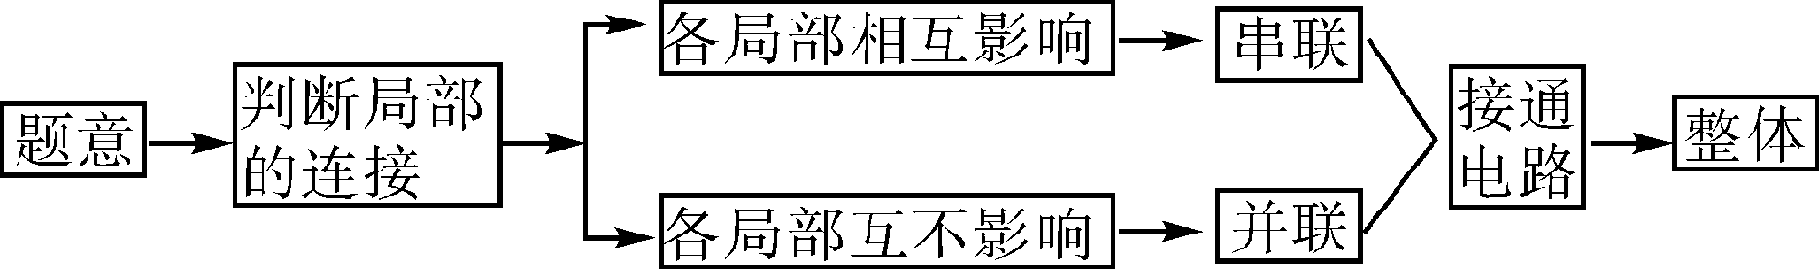 题意
判断局部
的连接
各局部相互影响
串联
各局部互不影响
并联
接通
电路
整体